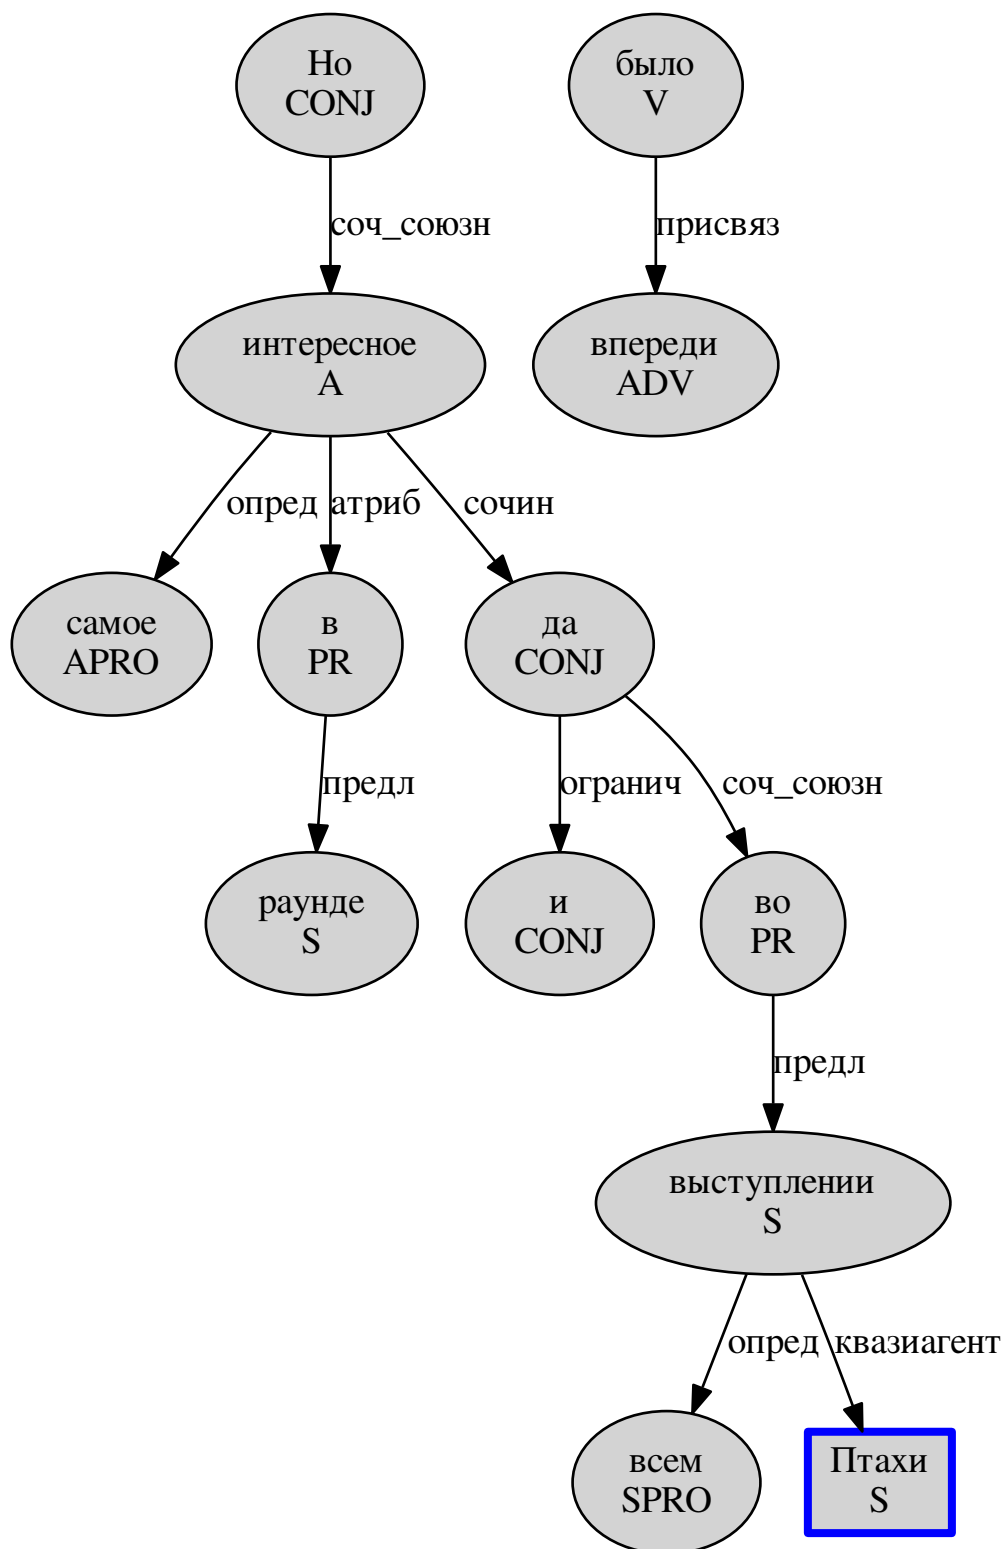 Но
CONJ
было
V
соч_союзн
присвяз
интересное
A
впереди
ADV
опред
атриб
сочин
самое
APRO
в
PR
да
CONJ
предл
огранич
соч_союзн
раунде
S
и
CONJ
во
PR
предл
выступлении
S
опред
квазиагент
всем
SPRO
Птахи
S